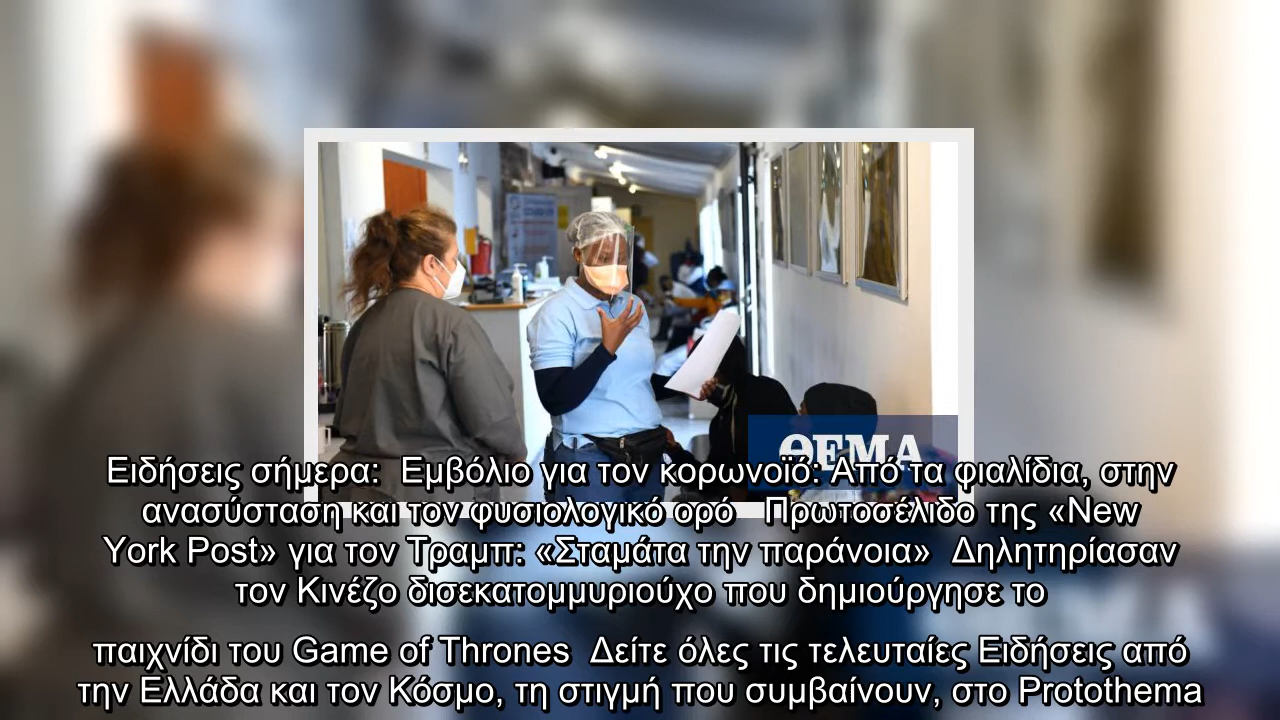 ΘΕΜΑ
Ειδήσεις σήμερα:  Εμβόλιο για τον κορωνοϊό: Από τα φιαλίδια, στην
ανασύσταση και τον φυσιολογικό ορό   Πρωτοσέλιδο της «New
York Post» για τον Τραμπ: «Σταμάτα την παράνοια»  Δηλητηρίασαν
τον Κινέζο δισεκατομμυριούχο που δημιούργησε το
παιχνίδι του Game of Thrones  Δείτε όλες τις τελευταίες Ειδήσεις από
την Ελλάδα και τον Κόσμο, τη στιγμή που συμβαίνουν, στο Protothema